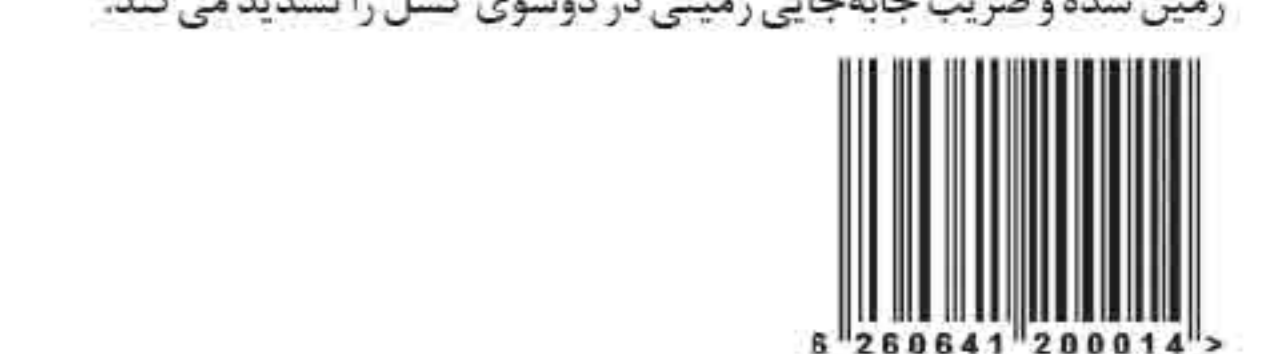 زمین شده و ضریب جابه‌جایی زمینی در دوسوی گسل را تشدید می کند.
6 260641 200014 >